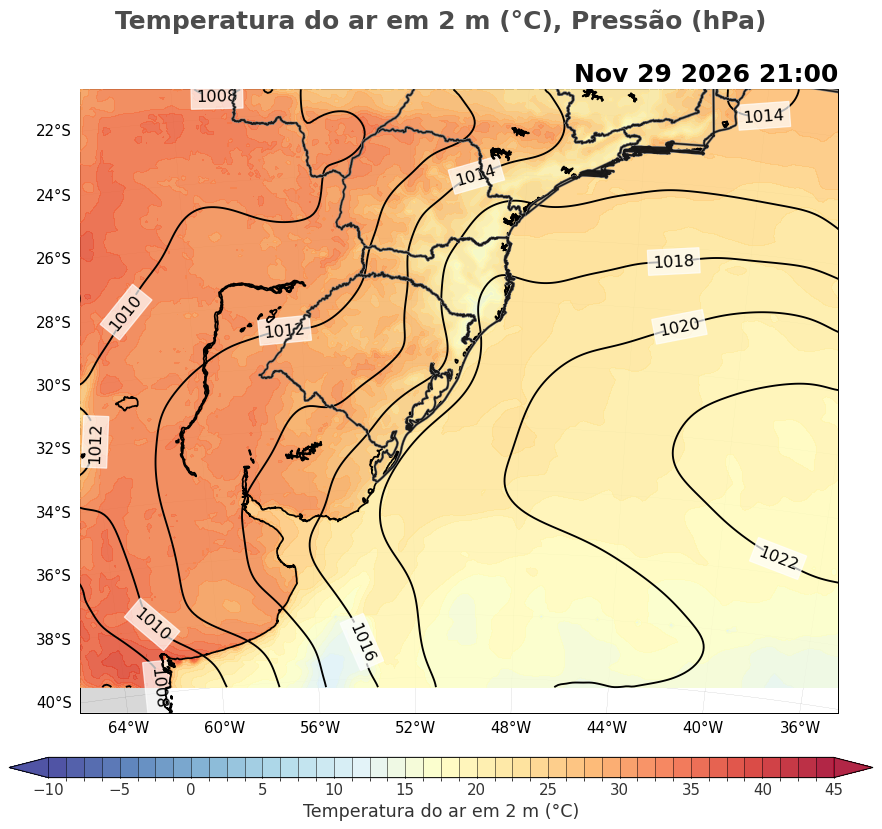 Temperatura do ar em 2 m (°C), Pressão (hPa)
Nov 29 2026 21:00
1008
1014
22°S
1014
24°S
26°S
1018
1010
28°S
1012
1020
30°S
1012
32°S
34°S
1022
36°S
1010
1016
38°S
1008
40°S
64°W 60°W 56°W 52°W 48°W 44°W 40°W 36°W
−10 −5 0 5 10 15 20 25 30 35 40 45
Temperatura do ar em 2 m (°C)